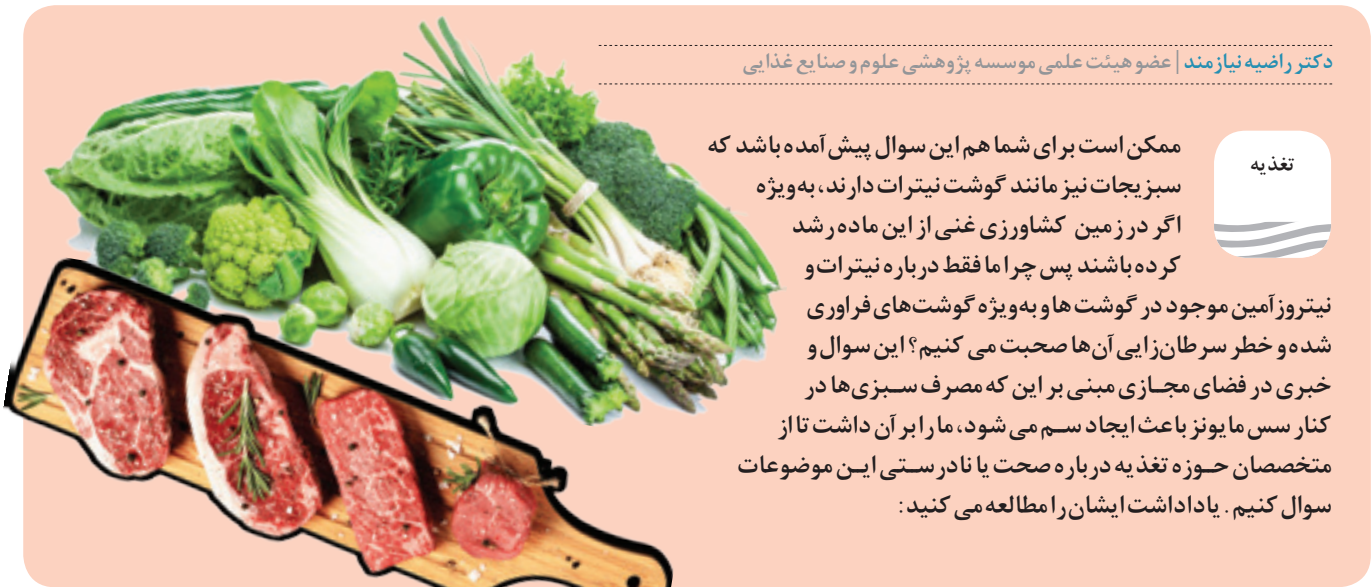 دکتر راضیه نیازمند | عضو هیئت علمی موسسه پژوهشی علوم و صنایع غذایی
تغذیه
ممکن است برای شما هم این سوال پیش آمده باشد که
سبزیجات نیز مانند گوشت نیترات دارند، به‌ویژه
اگر در زمین کشاورزی غنی از این ماده رشد
کرده باشند پس چرا ما فقط درباره نیترات و
نیتروزآمین موجود در گوشت ها و به‌ویژه گوشت‌های فراوری
شده و خطر سرطان‌زایی آن‌ها صحبت می کنیم؟ این سوال و
خبری در فضای مجازی مبنی بر این که مصرف سبزی‌ها در
کنار سس مایونز باعث ایجاد سم می شود، ما را بر آن داشت تا از
متخصصان حوزه تغذیه درباره صحت یا نادرستی این موضوعات
سوال کنیم . یاداداشت ایشان را مطالعه می کنید :